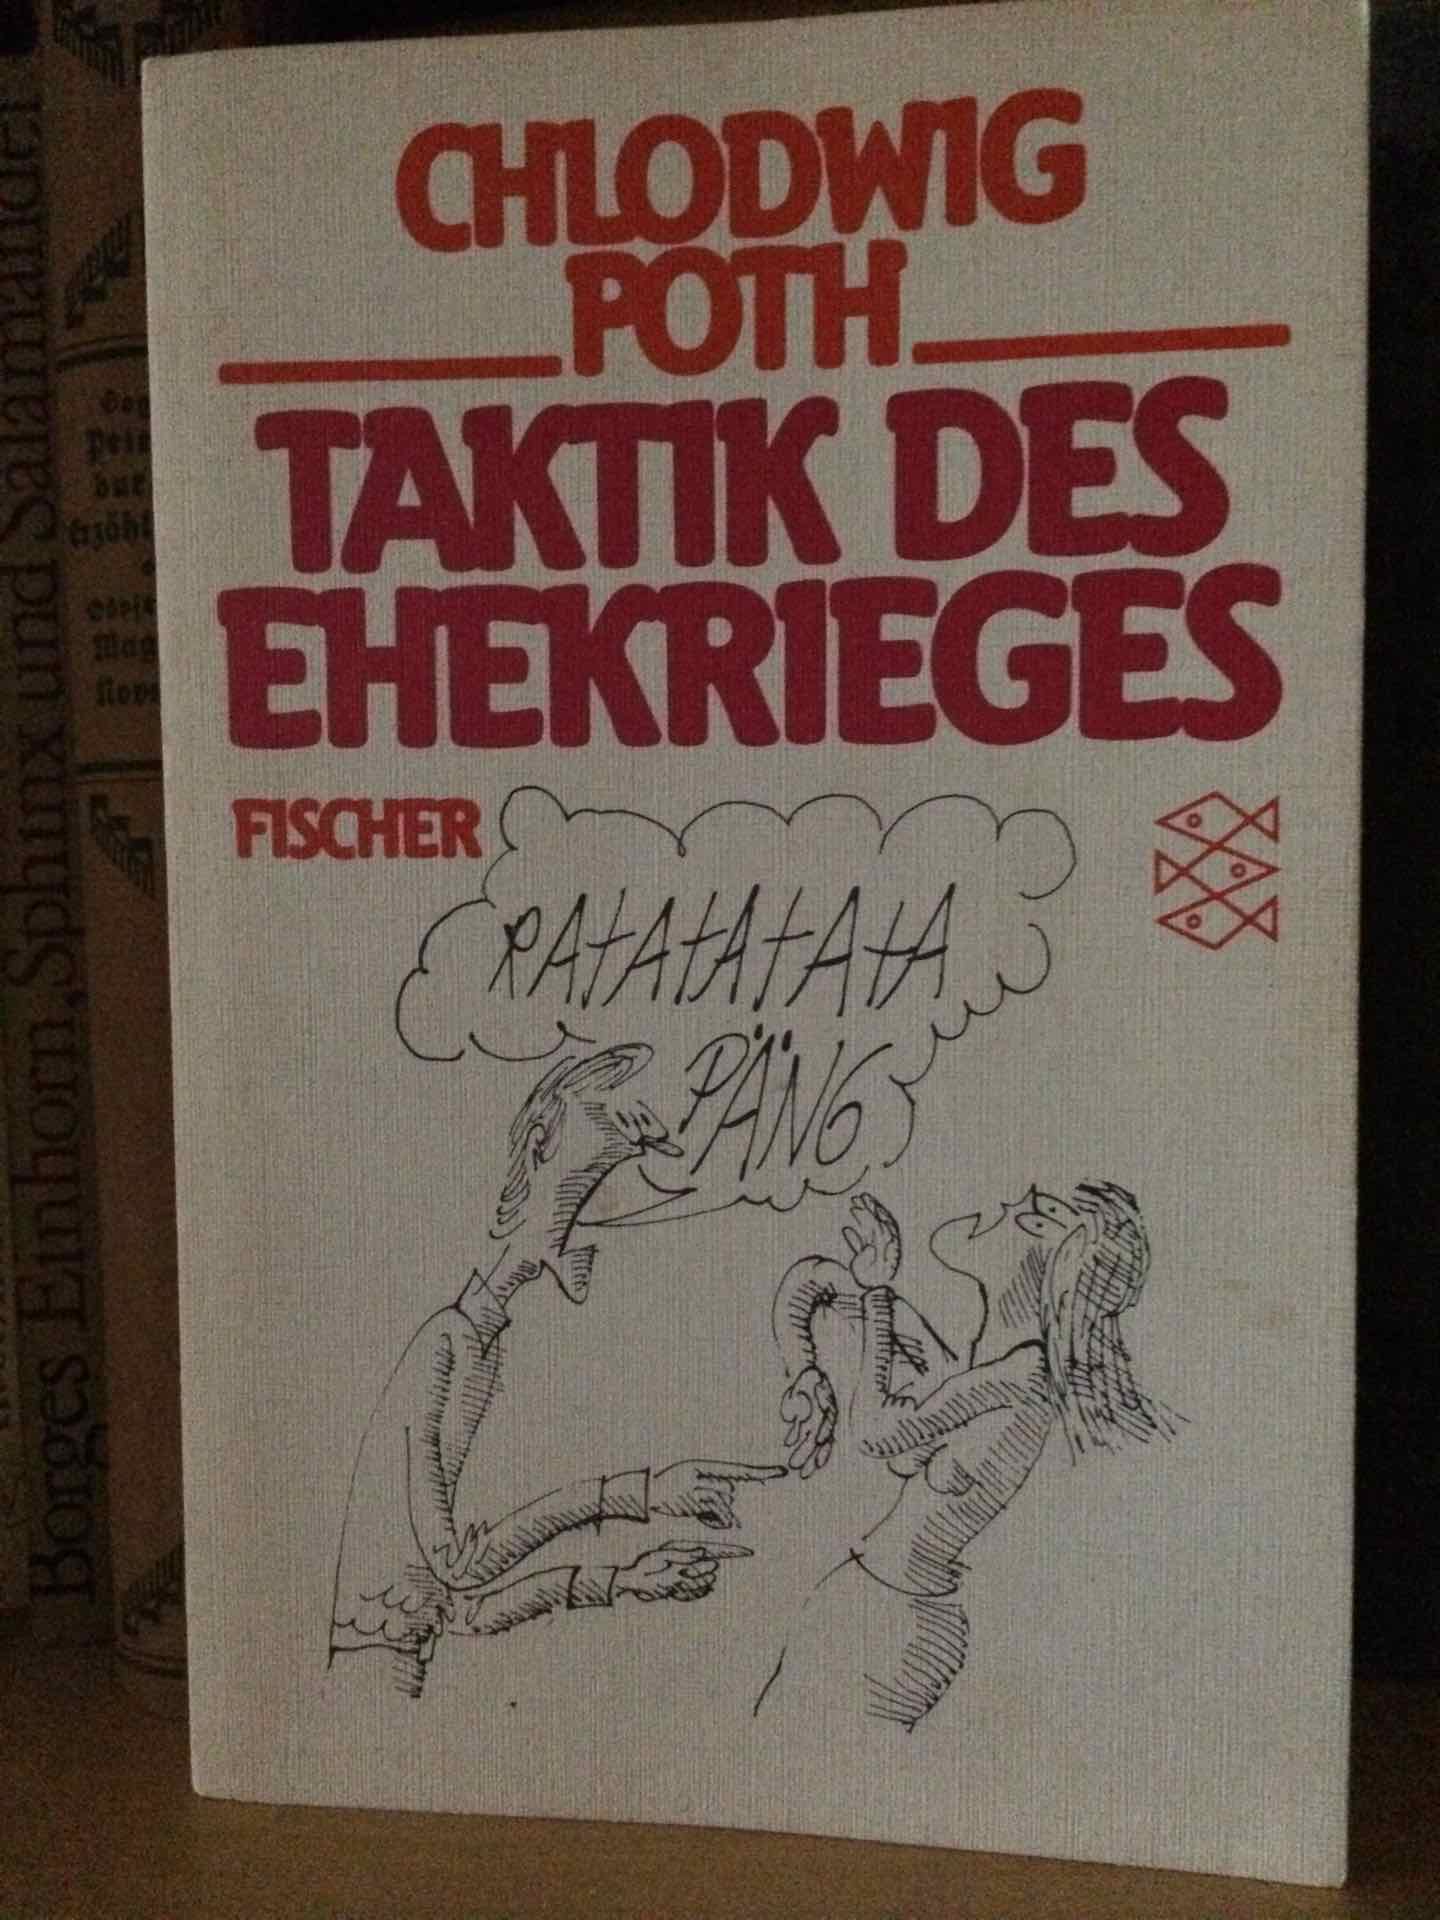 CHLODWIG
POTH
TAKTIK DES
EHEKRIEGES
FISCHER
RATATATATA
PÄNG
Borges Einhorn, Sphinx und Salamander